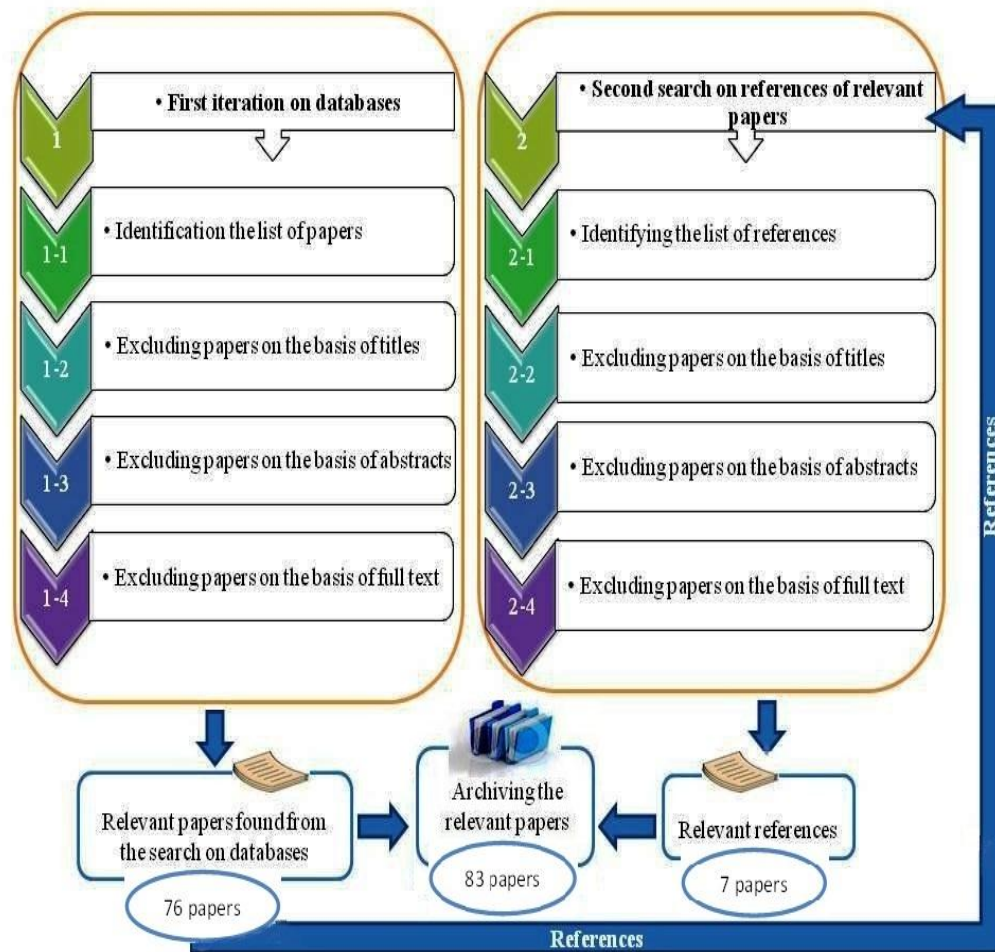 • First iteration on databases
1
• Identification the list of papers
1-1
• Excluding papers on the basis of titles
1-2
• Excluding papers on the basis of abstracts
1-3
• Excluding papers on the basis of full text
1-4
• Second search on references of relevant
papers
2
• Identifying the list of references
2-1
• Excluding papers on the basis of titles
2-2
• Excluding papers on the basis of abstracts
2-3
• Excluding papers on the basis of full text
2-4
References
Relevant papers found from
the search on databases
76 papers
Archiving the
relevant papers
83 papers
Relevant references
7 papers
References